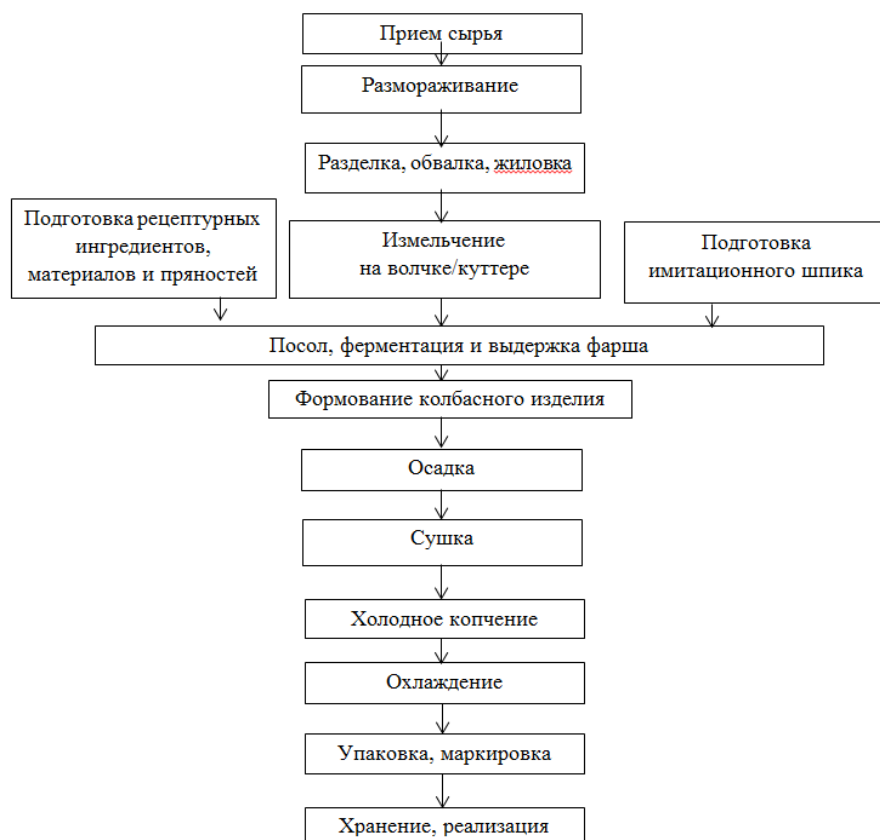 Прием сырья
Размораживание
Разделка, обвалка, жиловка
Подготовка рецептурных
ингредиентов,
материалов и пряностей
Измельчение
на волчке/куттере
Подготовка
имитационного шпика
Посол, ферментация и выдержка фарша
Формование колбасного изделия
Осадка
Сушка
Холодное копчение
Охлаждение
Упаковка, маркировка
Хранение, реализация